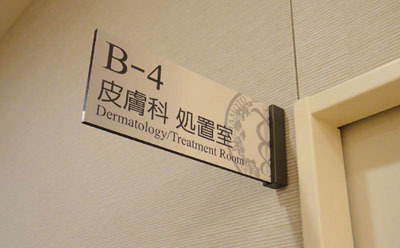 B-4
皮膚科 処置室
Dermatology/Treatment Room